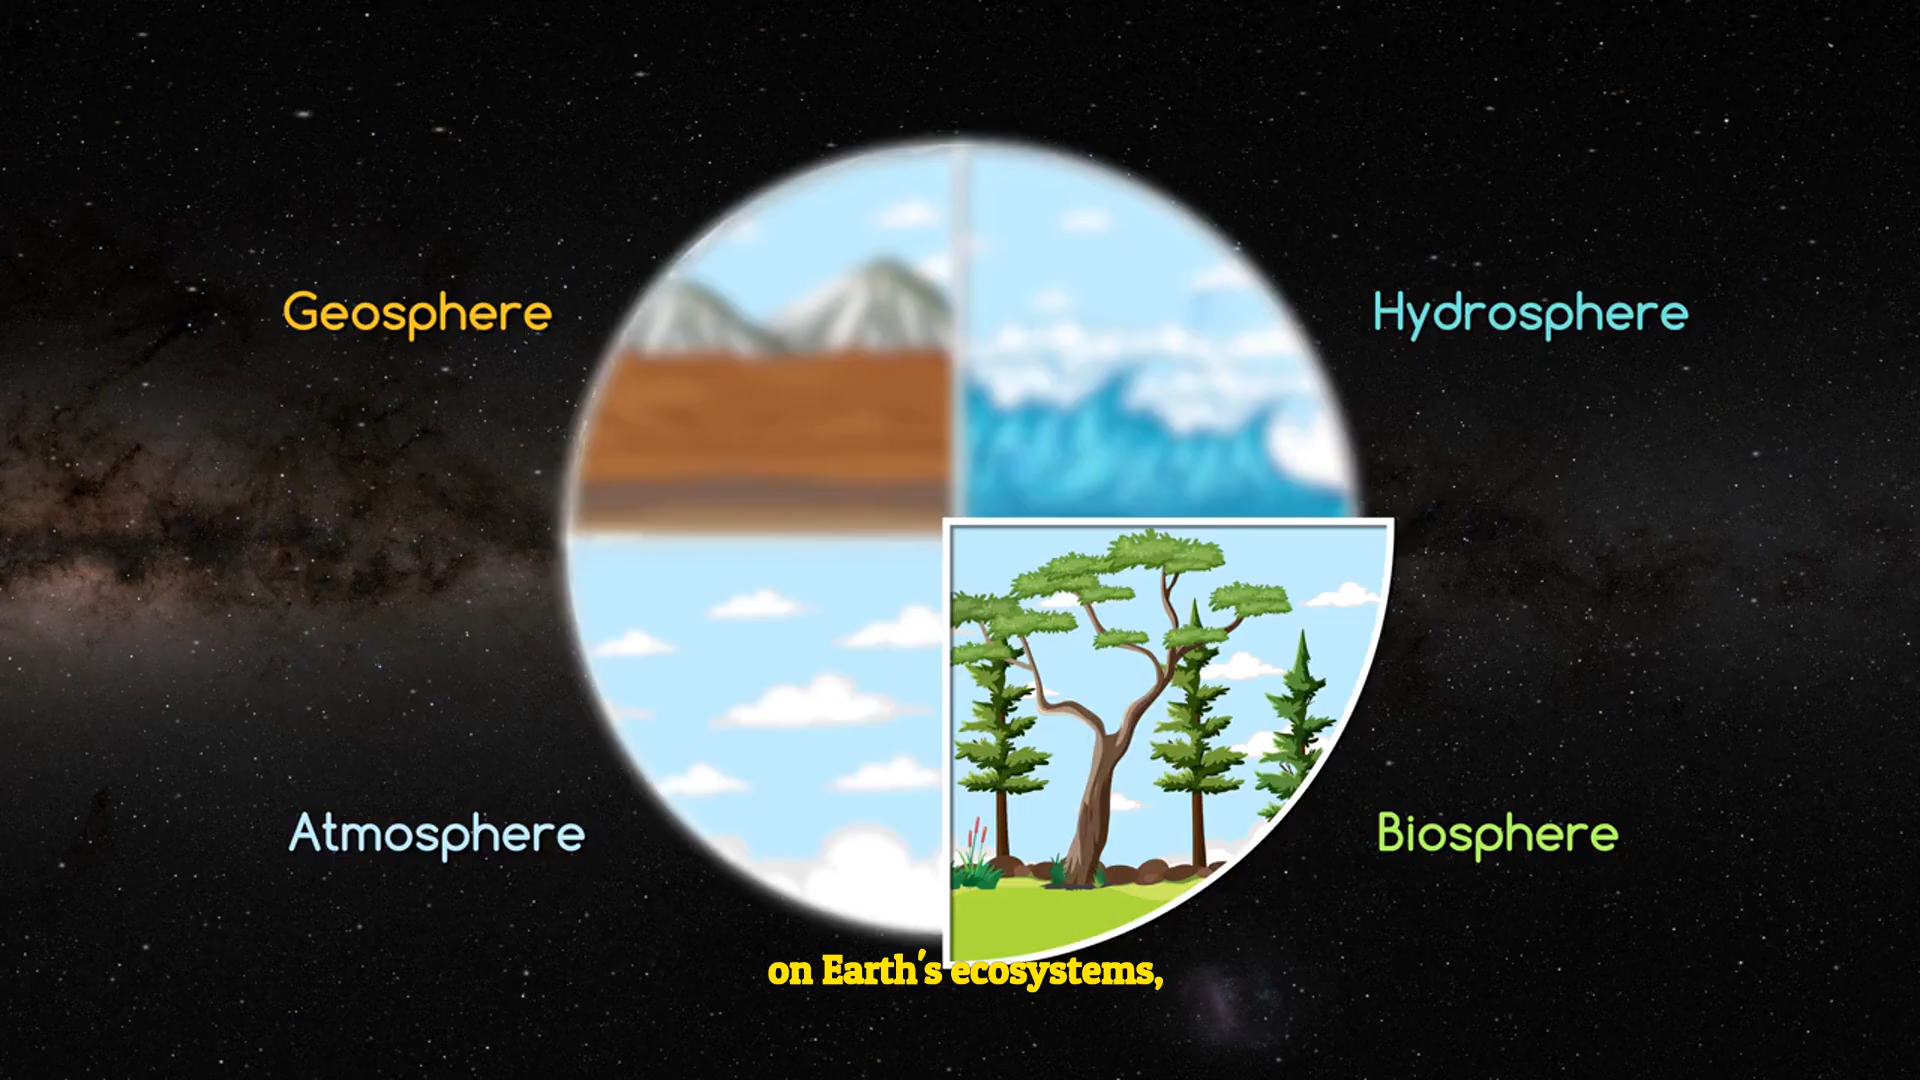 Geosphere
Hydrosphere
Atmosphere
Biosphere
on Earth's ecosystems,